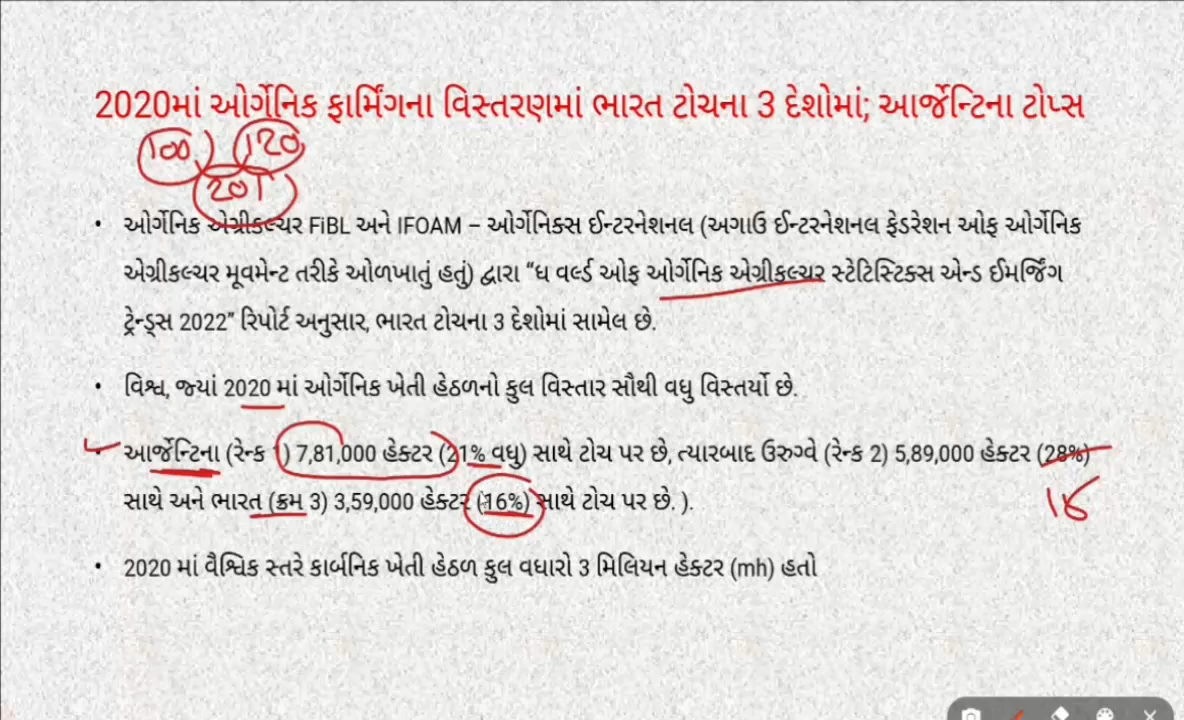 2020માં ઓર્ગેનિક ફાર્મિંગના વિસ્તરણમાં ભારત ટોચના 3 દેશોમાં; આર્જેન્ટિના ટોપ્સ
100 120
201
• ઓર્ગેનિક એગ્રીકલ્ચર FiBL અને IFOAM – ઓર્ગેનિક્સ ઈન્ટરનેશનલ (અગાઉ ઈન્ટરનેશનલ ફેડરેશન ઓફ ઓર્ગેનિક
એગ્રીકલ્ચર મૂવમેન્ટ તરીકે ઓળખાતું હતું) દ્વારા “ધ વર્લ્ડ ઓફ ઓર્ગેનિક એગ્રીકલ્ચર સ્ટેટિસ્ટિક્સ એન્ડ ઈમર્જિંગ
ટ્રેન્ડ્સ 2022” રિપોર્ટ અનુસાર, ભારત ટોચના 3 દેશોમાં સામેલ છે.
• વિશ્વ, જ્યાં 2020 માં ઓર્ગેનિક ખેતી હેઠળનો કુલ વિસ્તાર સૌથી વધુ વિસ્તર્યો છે.
• આર્જેન્ટિના (રેન્ક 1) 7,81,000 હેક્ટર (21% વધુ) સાથે ટોચ પર છે, ત્યારબાદ ઉરુગ્વે (રેન્ક 2) 5,89,000 હેક્ટર (28%)
સાથે અને ભારત (ક્રમ 3) 3,59,000 હેક્ટર (16%) સાથે ટોચ પર છે. ).
• 2020 માં વૈશ્વિક સ્તરે કાર્બનિક ખેતી હેઠળ કુલ વધારો 3 મિલિયન હેક્ટર (mh) હતો